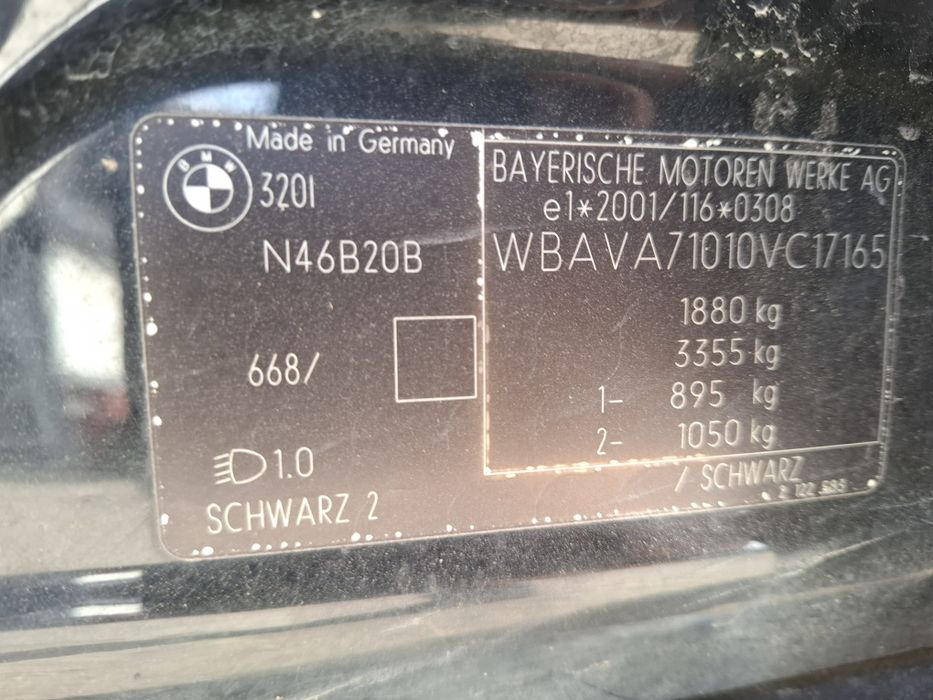 Made in Germany
BMW
320I
N46B20B
668/
1.0
SCHWARZ 2
BAYERISCHE MOTOREN WERKE AG
e1*2001/116*0308
WBAVA71010VC17165
1880 kg
3355 kg
1- 895 kg
2- 1050 kg
/ SCHWARZ